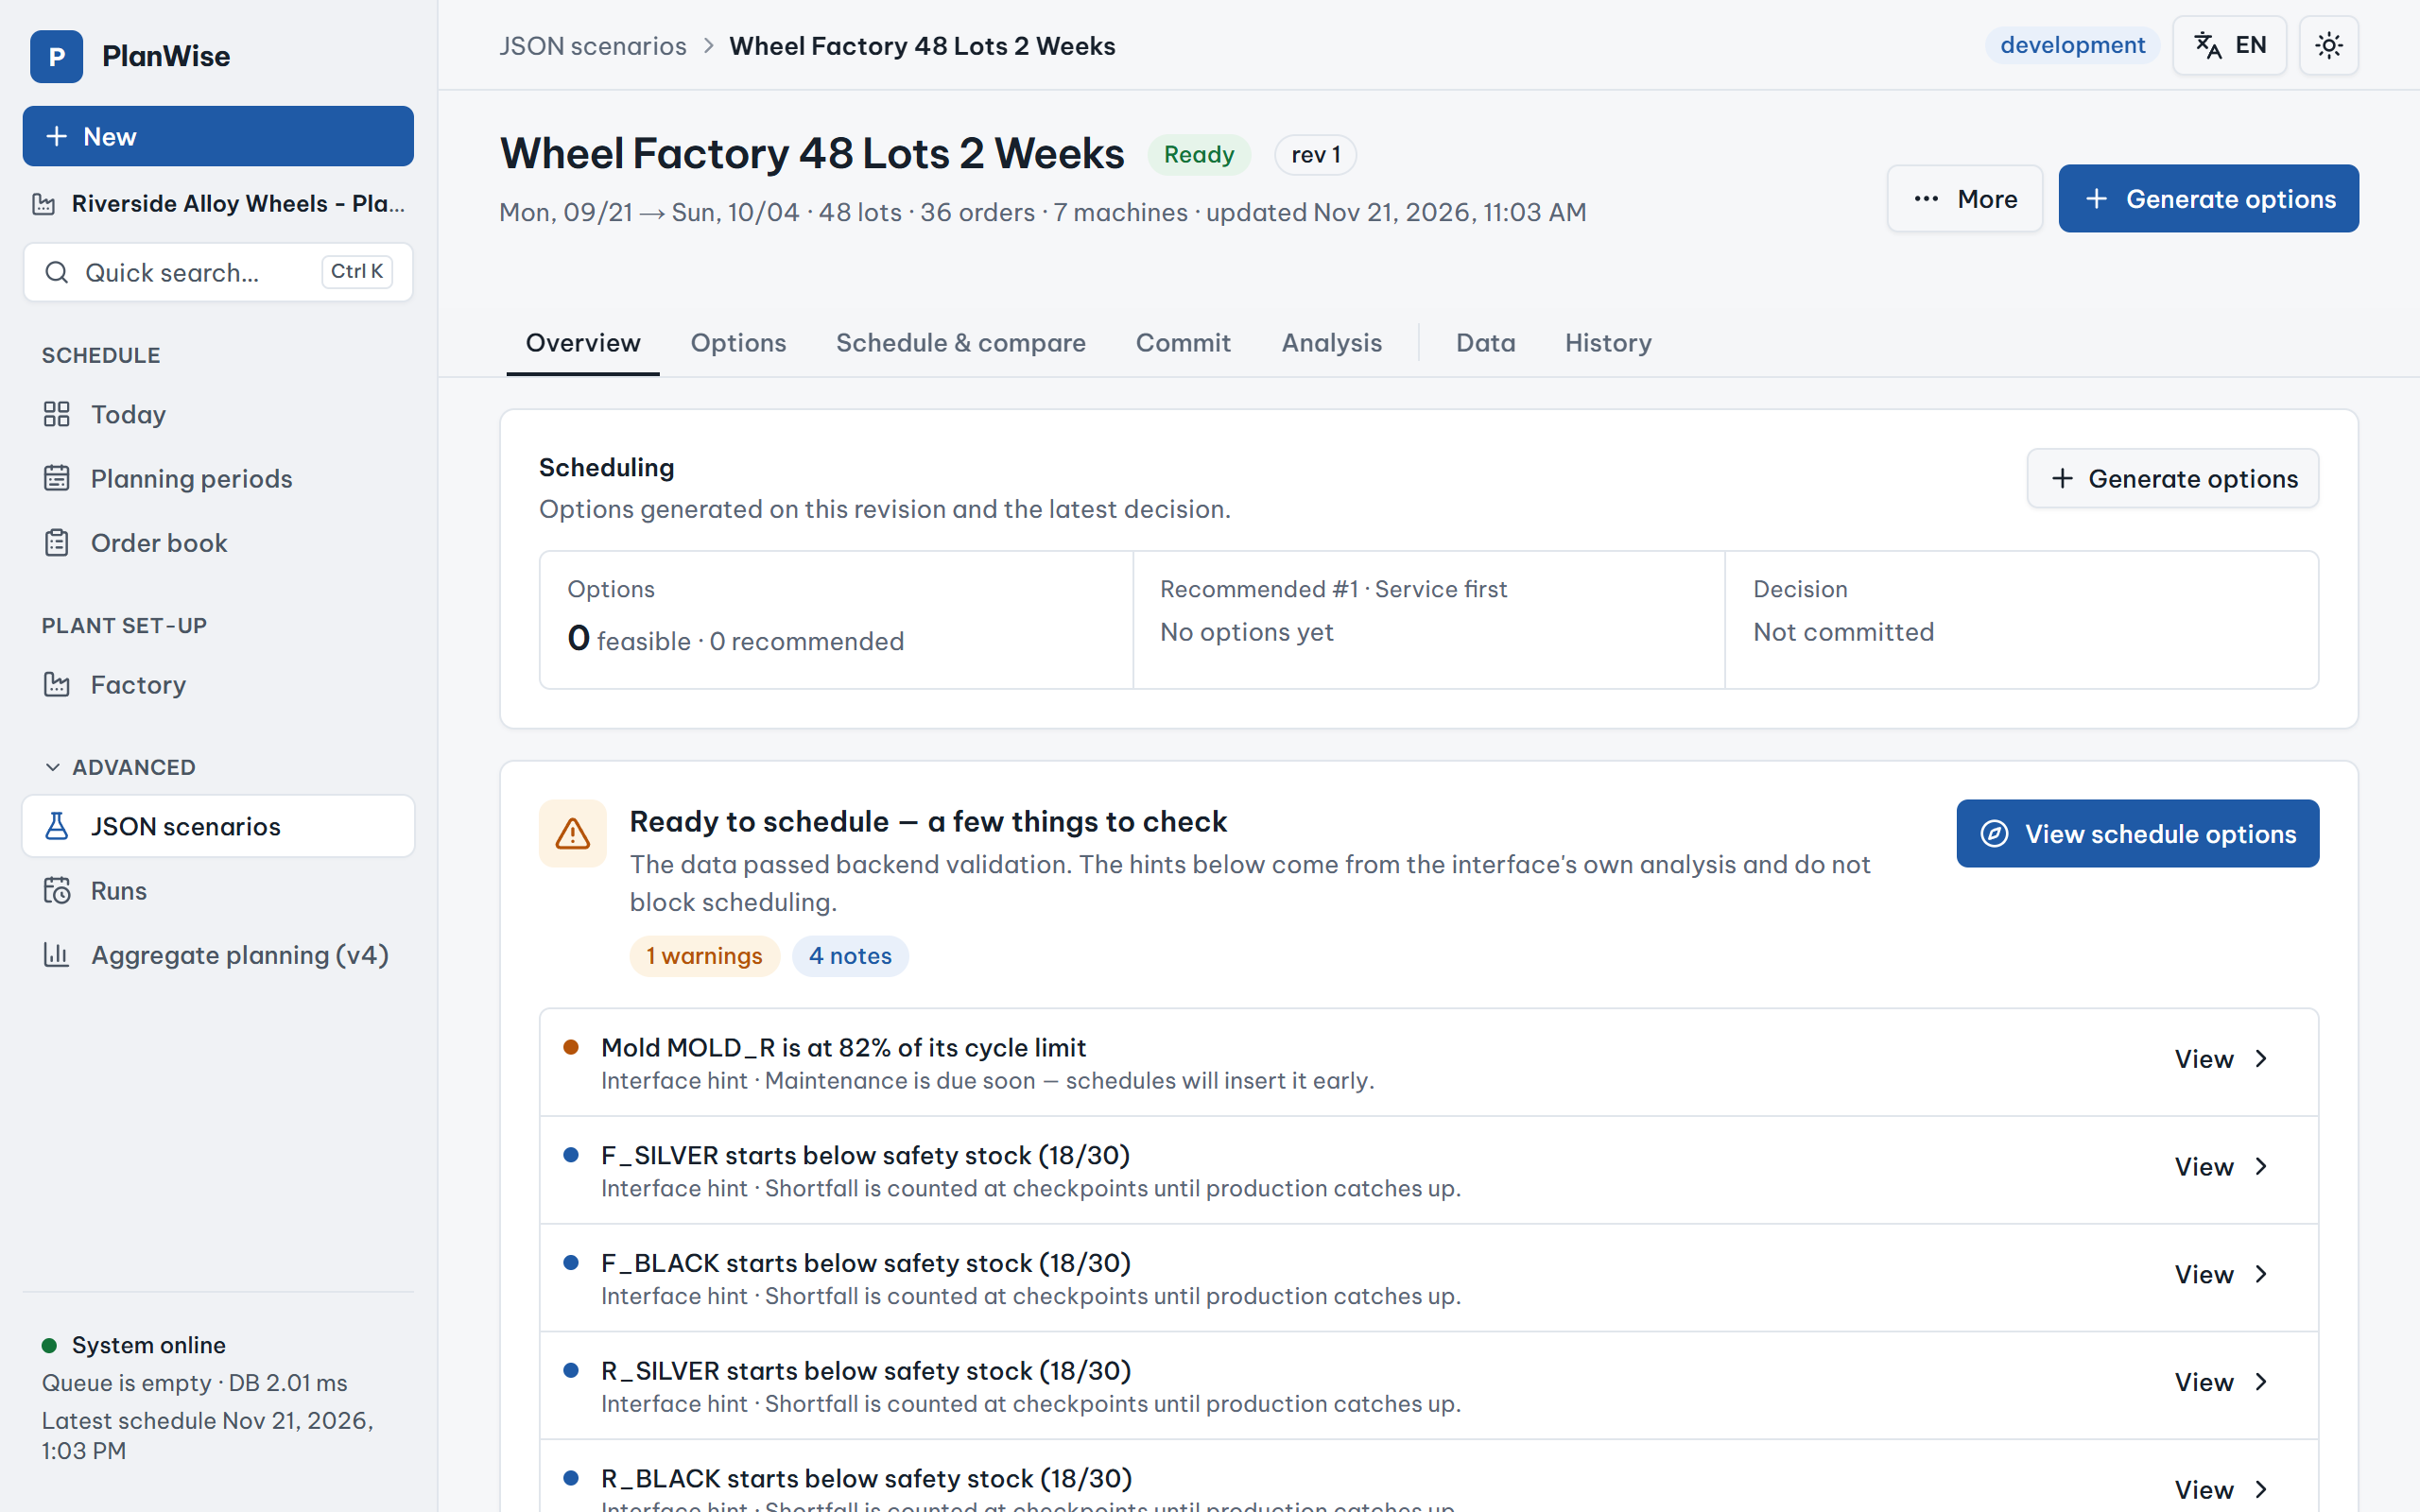 P PlanWise
New
Riverside Alloy Wheels - Pla...
Quick search... Ctrl K
SCHEDULE
Today
Planning periods
Order book
PLANT SET-UP
Factory
ADVANCED
JSON scenarios
Runs
Aggregate planning (v4)
System online
Queue is empty · DB 2.01 ms
Latest schedule Nov 21, 2026,
1:03 PM
JSON scenarios > Wheel Factory 48 Lots 2 Weeks
development
EN
Wheel Factory 48 Lots 2 Weeks Ready rev 1
Mon, 09/21 → Sun, 10/04 · 48 lots · 36 orders · 7 machines · updated Nov 21, 2026, 11:03 AM
More
Generate options
Overview Options Schedule & compare Commit Analysis Data History
Scheduling
Options generated on this revision and the latest decision.
Generate options
Options
0 feasible · 0 recommended
Recommended #1 · Service first
No options yet
Decision
Not committed
Ready to schedule — a few things to check
The data passed backend validation. The hints below come from the interface's own analysis and do not
block scheduling.
1 warnings 4 notes
View schedule options
Mold MOLD_R is at 82% of its cycle limit
Interface hint · Maintenance is due soon — schedules will insert it early.
View
F_SILVER starts below safety stock (18/30)
Interface hint · Shortfall is counted at checkpoints until production catches up.
View
F_BLACK starts below safety stock (18/30)
Interface hint · Shortfall is counted at checkpoints until production catches up.
View
R_SILVER starts below safety stock (18/30)
Interface hint · Shortfall is counted at checkpoints until production catches up.
View
R_BLACK starts below safety stock (18/30)
Interface hint · Shortfall is counted at checkpoints until production catches up.
View